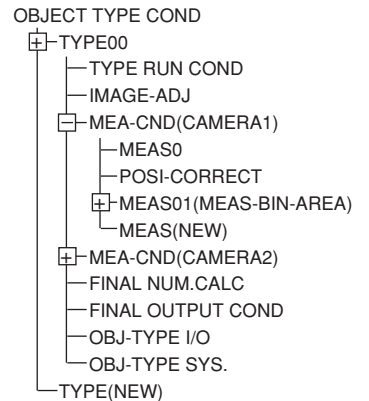 OBJECT TYPE COND
TYPE00
TYPE RUN COND
IMAGE-ADJ
MEA-CND(CAMERA1)
MEAS0
POSI-CORRECT
MEAS01(MEAS-BIN-AREA)
MEAS(NEW)
MEA-CND(CAMERA2)
FINAL NUM.CALC
FINAL OUTPUT COND
OBJ-TYPE I/O
OBJ-TYPE SYS.
TYPE(NEW)